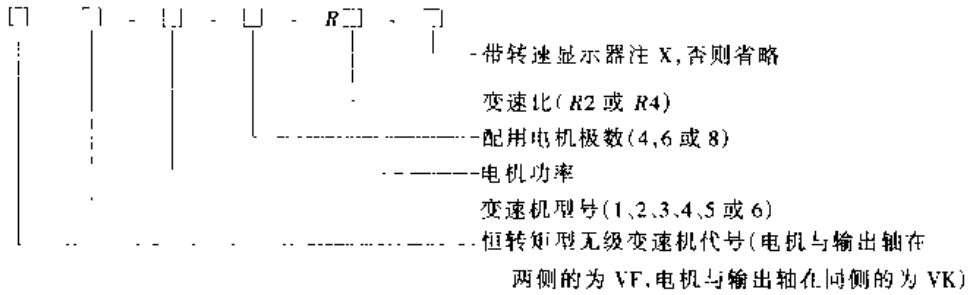 □ □ - □ - □ - R□ - □
带转速显示器注 X,否则省略
变速比(R2 或 R4)
配用电机极数(4,6 或 8)
电机功率
变速机型号(1、2、3、4、5 或 6)
恒转矩型无级变速机代号(电机与输出轴在
两侧的为 VF,电机与输出轴在同侧的为 VK)